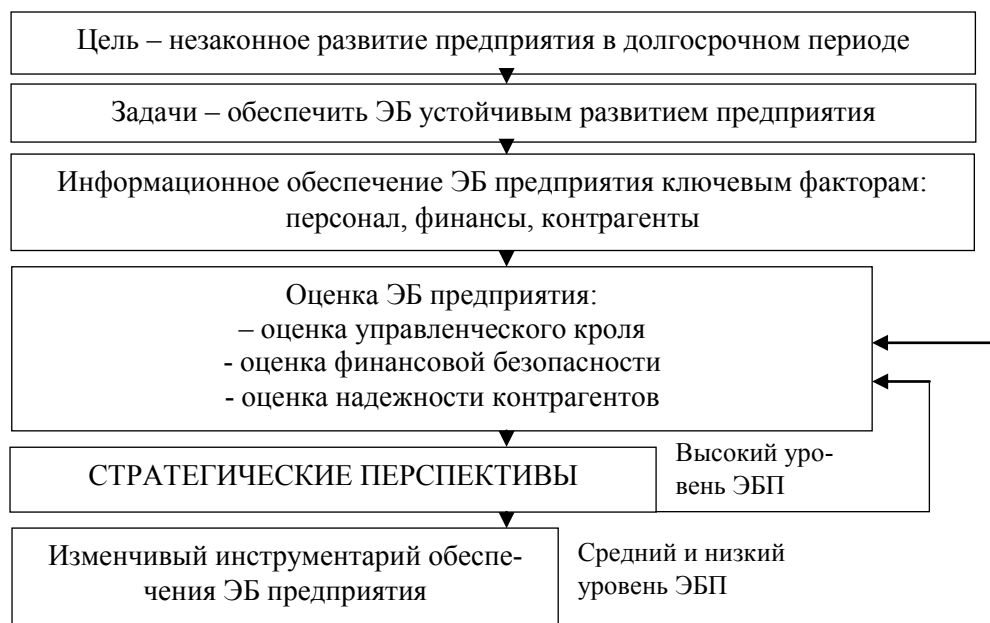 Цель – незаконное развитие предприятия в долгосрочном периоде
Задачи – обеспечить ЭБ устойчивым развитием предприятия
Информационное обеспечение ЭБ предприятия ключевым факторам:
персонал, финансы, контрагенты
Оценка ЭБ предприятия:
– оценка управленческого кроля
- оценка финансовой безопасности
- оценка надежности контрагентов
СТРАТЕГИЧЕСКИЕ ПЕРСПЕКТИВЫ
Высокий уро-
вень ЭБП
Изменчивый инструментарий обеспе-
чения ЭБ предприятия
Средний и низкий
уровень ЭБП